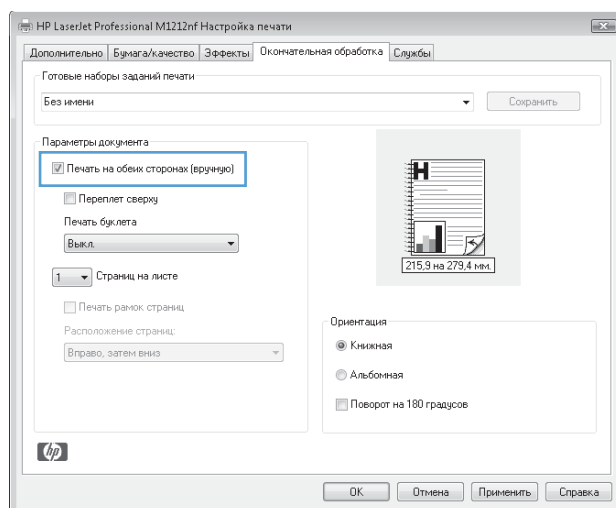 HP LaserJet Professional M1212nf Настройка печати
Дополнительно Бумага/качество Эффекты Окончательная обработка Службы
Готовые наборы заданий печати
Без имени
Сохранить
Параметры документа
Печать на обеих сторонах (вручную)
Переплет сверху
Печать буклета
Выкл.
1 Страниц на листе
Печать рамок страниц
Расположение страниц:
Вправо, затем вниз
H
215,9 на 279,4 мм.
Ориентация
Книжная
Альбомная
Поворот на 180 градусов
hp
OK Отмена Применить Справка